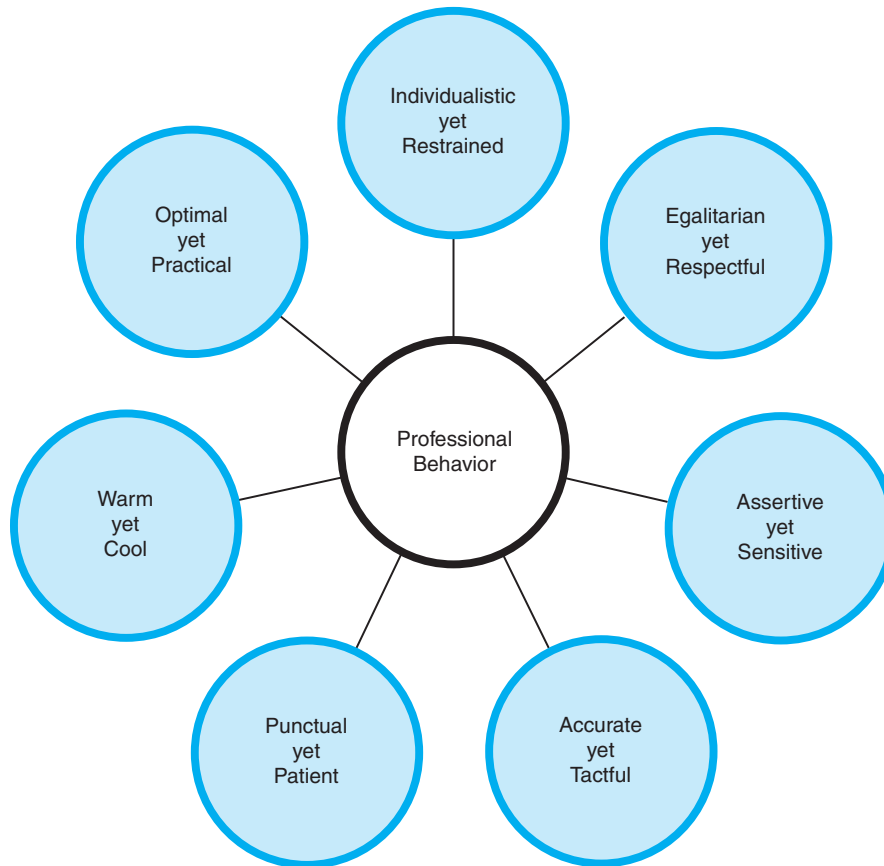 Individualistic
yet
Restrained
Optimal
yet
Practical
Egalitarian
yet
Respectful
Professional
Behavior
Warm
yet
Cool
Assertive
yet
Sensitive
Punctual
yet
Patient
Accurate
yet
Tactful